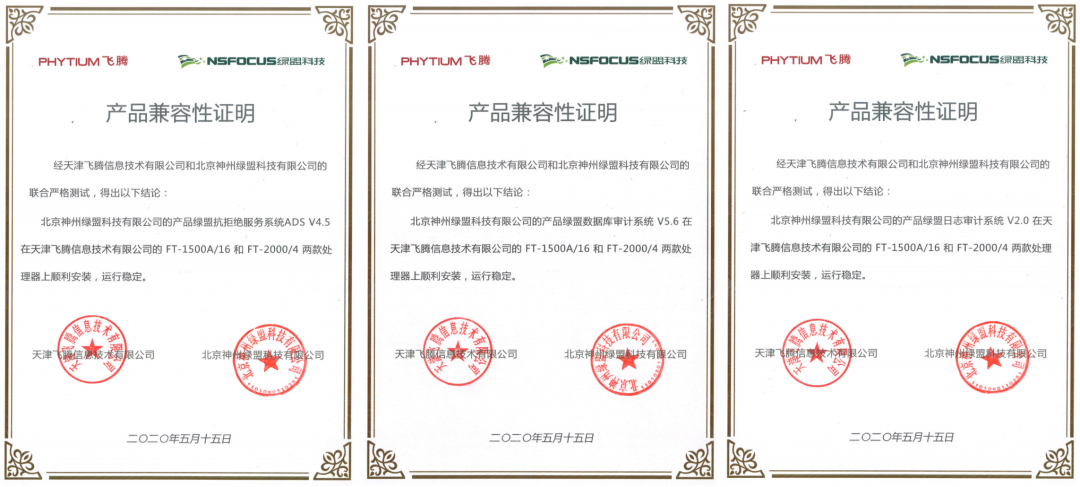 PHYTIUM飞腾
NSFOCUS绿盟科技
产品兼容性证明
经天津飞腾信息技术有限公司和北京神州绿盟科技有限公司的
联合严格测试，得出以下结论：
北京神州绿盟科技有限公司的产品绿盟抗拒绝服务系统ADS V4.5
在天津飞腾信息技术有限公司的 FT-1500A/16 和 FT-2000/4 两款处
理器上顺利安装，运行稳定。
天津飞腾信息技术有限公司
北京神州绿盟科技有限公司
二〇二〇年五月十五日
PHYTIUM飞腾
NSFOCUS绿盟科技
产品兼容性证明
经天津飞腾信息技术有限公司和北京神州绿盟科技有限公司的
联合严格测试，得出以下结论：
北京神州绿盟科技有限公司的产品绿盟数据库审计系统 V5.6 在
天津飞腾信息技术有限公司的 FT-1500A/16 和 FT-2000/4 两款处
理器上顺利安装，运行稳定。
天津飞腾信息技术有限公司
北京神州绿盟科技有限公司
二〇二〇年五月十五日
PHYTIUM飞腾
NSFOCUS绿盟科技
产品兼容性证明
经天津飞腾信息技术有限公司和北京神州绿盟科技有限公司的
联合严格测试，得出以下结论：
北京神州绿盟科技有限公司的产品绿盟日志审计系统 V2.0 在天
津飞腾信息技术有限公司的 FT-1500A/16 和 FT-2000/4 两款处理
器上顺利安装，运行稳定。
天津飞腾信息技术有限公司
北京神州绿盟科技有限公司
二〇二〇年五月十五日